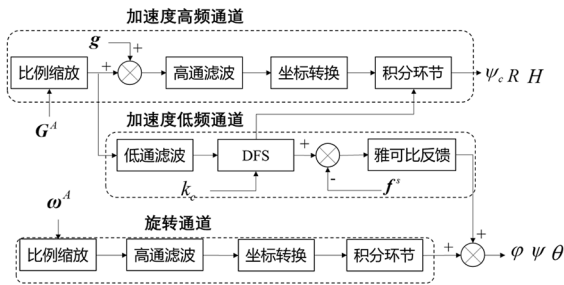 加速度高频通道
g
+
+
比例缩放
高通滤波
坐标转换
积分环节
ψc R H
G^A
加速度低频通道
低通滤波
DFS
+
-
雅可比反馈
kc
f^s
ω^A
旋转通道
+
+
比例缩放
高通滤波
坐标转换
积分环节
φ ψ θ